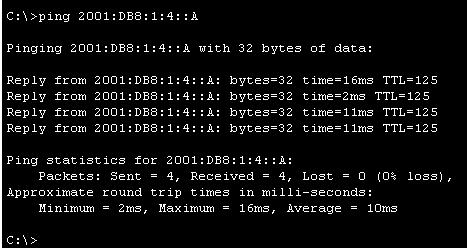 C:\>ping 2001:DB8:1:4::A
Pinging 2001:DB8:1:4::A with 32 bytes of data:
Reply from 2001:DB8:1:4::A: bytes=32 time=16ms TTL=125
Reply from 2001:DB8:1:4::A: bytes=32 time=2ms TTL=125
Reply from 2001:DB8:1:4::A: bytes=32 time=11ms TTL=125
Reply from 2001:DB8:1:4::A: bytes=32 time=11ms TTL=125
Ping statistics for 2001:DB8:1:4::A:
Packets: Sent = 4, Received = 4, Lost = 0 (0% loss),
Approximate round trip times in milli-seconds:
Minimum = 2ms, Maximum = 16ms, Average = 10ms
C:\>